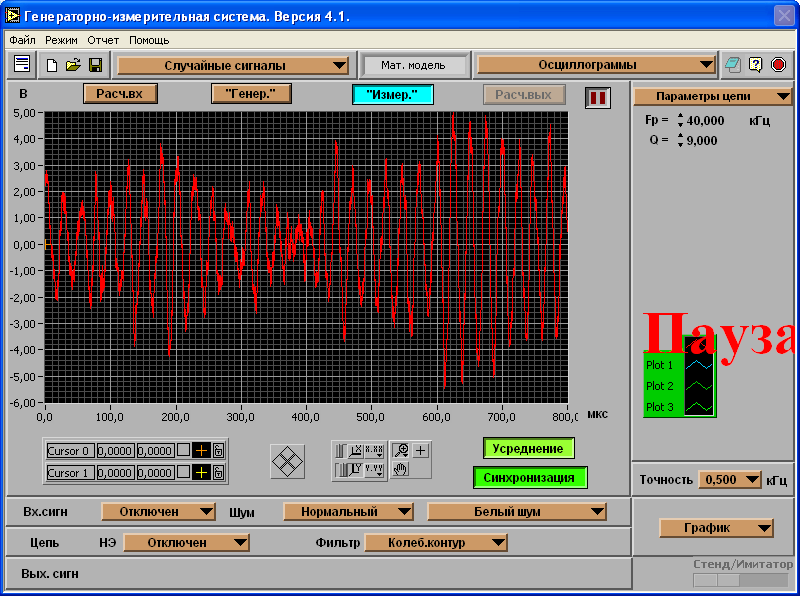 Генераторно-измерительная система. Версия 4.1.
Файл Режим Отчет Помощь
Случайные сигналы Мат. модель Осциллограммы
В Расч.вх "Генер." "Измер." Расч.вых Параметры цепи
Fp = 40,000 кГц
Q = 9,000
5,00
4,00
3,00
2,00
1,00
0,00
-1,00
-2,00
-3,00
-4,00
-5,00
-6,00
0,0 100,0 200,0 300,0 400,0 500,0 600,0 700,0 800,0 мкс
Пауза
Plot 1
Plot 2
Plot 3
Cursor 0 0,0000 0,0000
Cursor 1 0,0000 0,0000
X X.XX
Y Y.YY
Усреднение
Синхронизация
Точность 0,500 кГц
Вх.сигн Отключен Шум Нормальный Белый шум
График
Цепь НЭ Отключен Фильтр Колеб.контур
Стенд/Имитатор
Вых. сигн